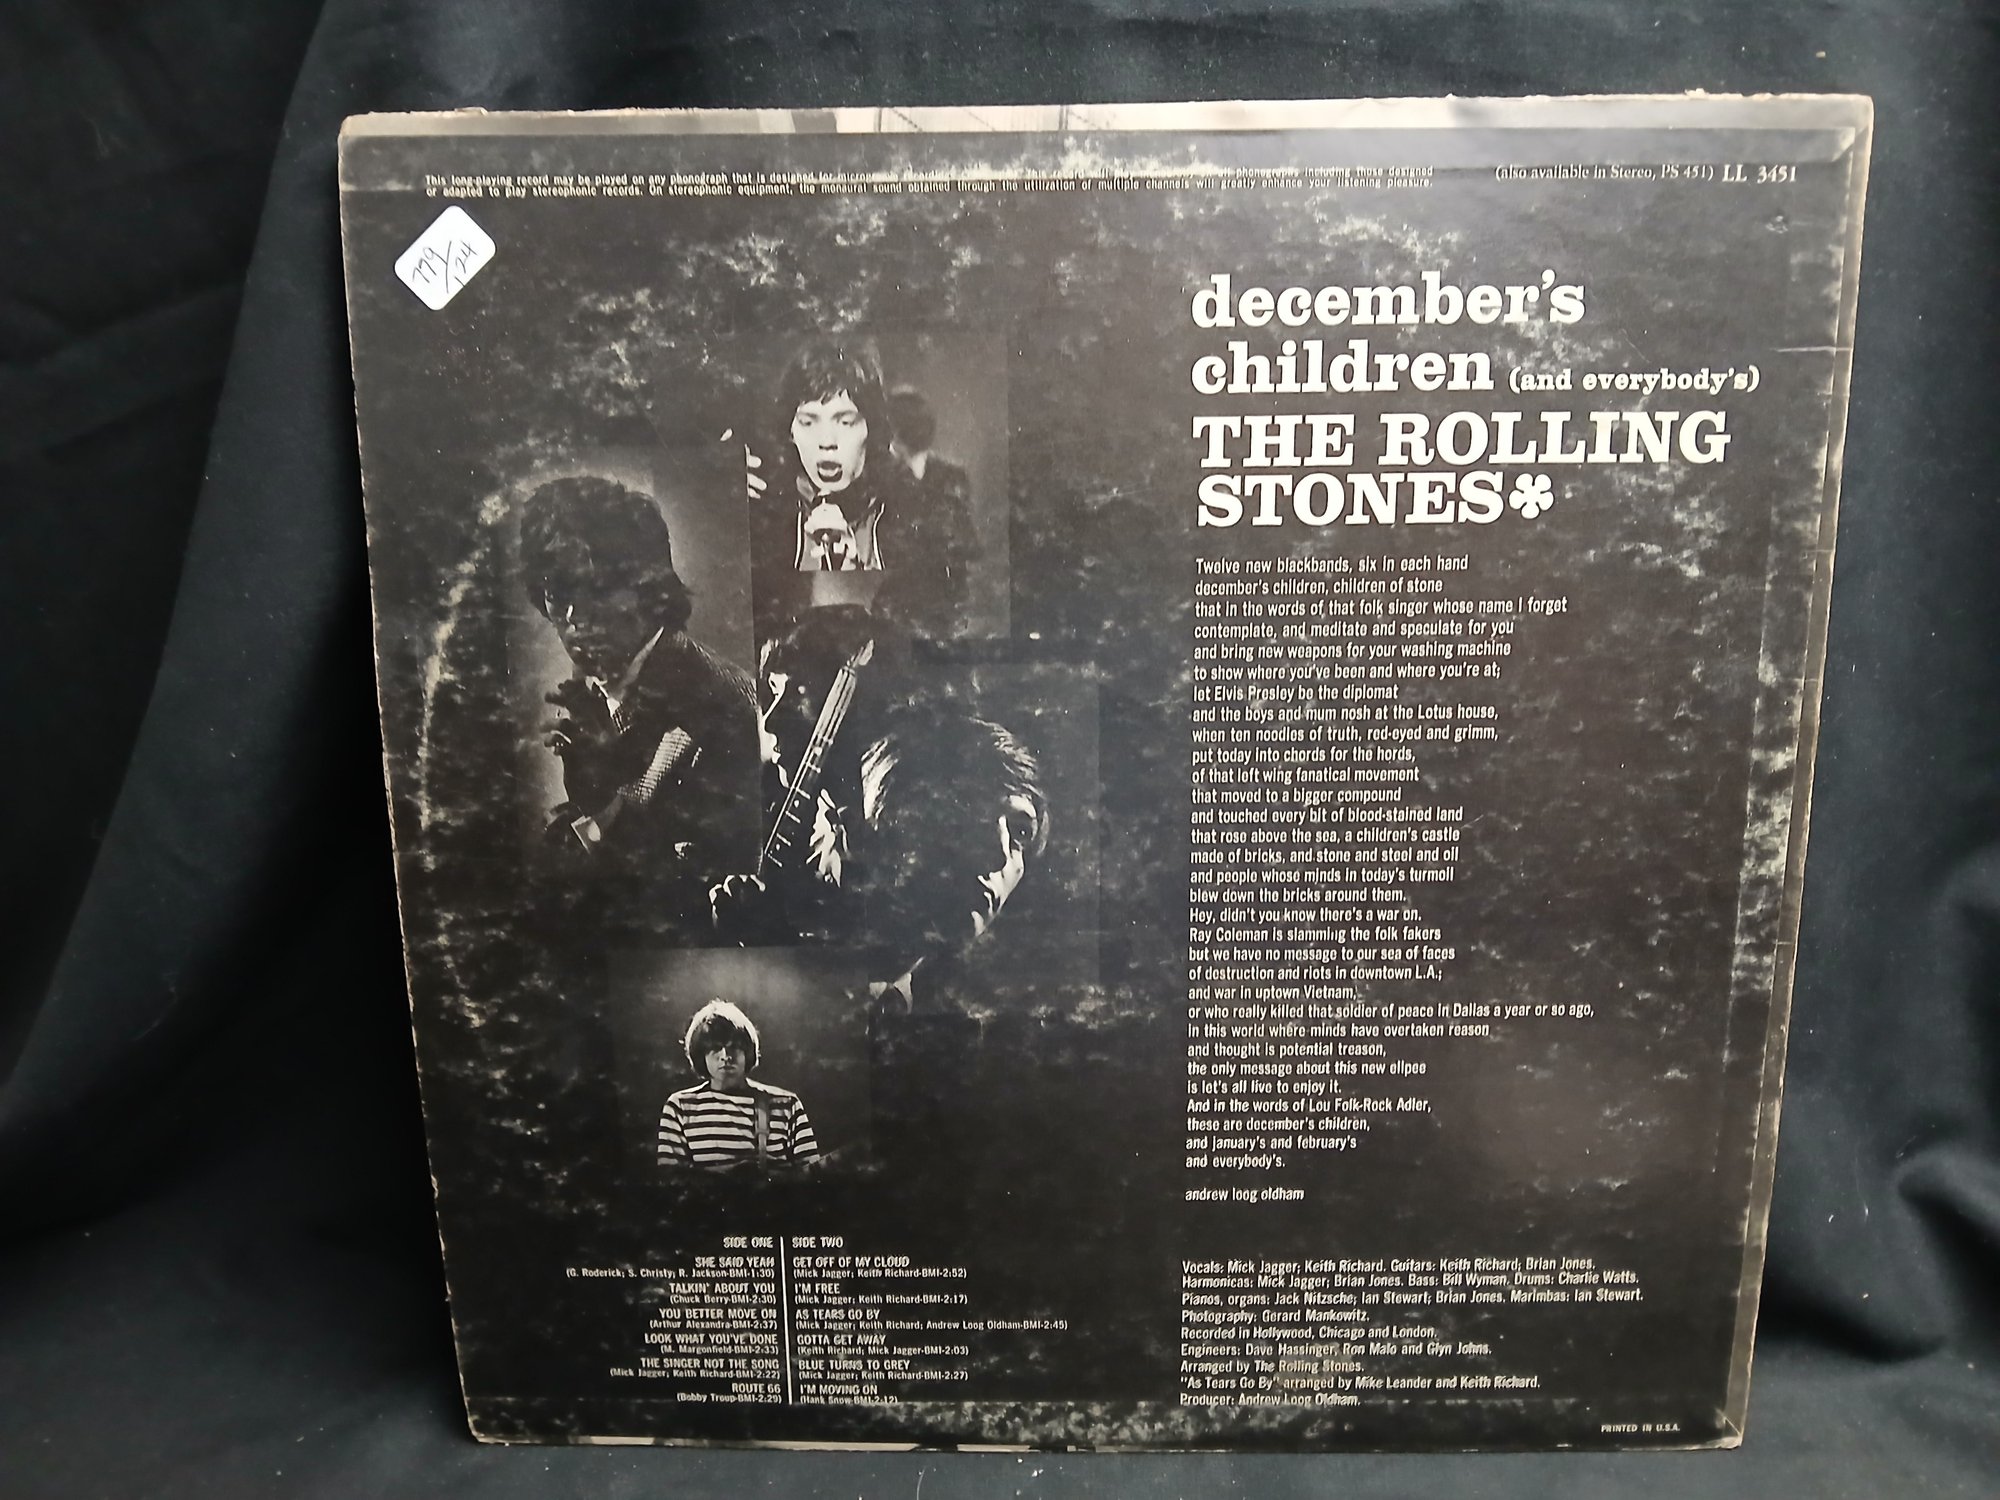 This long-playing record may be played on any phonograph that is designed for microgroove phonographs including those designed
or adapted to play stereophonic records. On stereophonic equipment, the monaural sound obtained through the utilization of multiple channels will greatly enhance your listening pleasure.
(also available in Stereo, PS 451) LL 3451
779/124
december's
children (and everybody's)
THE ROLLING
STONES
Twelve new blackbands, six in each hand
december's children, children of stone
that in the words of that folk singer whose name I forget
contemplate, and meditate and speculate for you
and bring new weapons for your washing machine
to show where you've been and where you're at;
let Elvis Presley be the diplomat
and the boys and mum nosh at the Lotus house,
when ten noodles of truth, red-eyed and grimm,
put today into chords for the hords,
of that left wing fanatical movement
that moved to a bigger compound
and touched every bit of blood-stained land
that rose above the sea, a children's castle
made of bricks, and stone and steel and oil
and people whose minds in today's turmoil
blew down the bricks around them.
Hey, didn't you know there's a war on.
Ray Coleman is slamming the folk fakers
but we have no message to our sea of faces
of destruction and riots in downtown L.A.;
and war in uptown Vietnam,
or who really killed that soldier of peace in Dallas a year or so ago,
in this world where minds have overtaken reason
and thought is potential treason,
the only message about this new ellpee
is let's all live to enjoy it.
And in the words of Lou Folk-Rock Adler,
these are december's children,
and january's and february's
and everybody's.
andrew loog oldham
SIDE ONE
SHE SAID YEAH
(G. Roderick; S. Christy; R. Jackson-BMI-1:30)
TALKIN' ABOUT YOU
(Chuck Berry-BMI-2:30)
YOU BETTER MOVE ON
(Arthur Alexandra-BMI-2:37)
LOOK WHAT YOU'VE DONE
(M. Margonfield-BMI-2:33)
THE SINGER NOT THE SONG
(Mick Jagger; Keith Richard-BMI-2:22)
ROUTE 66
(Bobby Troup-BMI-2:29)
SIDE TWO
GET OFF OF MY CLOUD
(Mick Jagger; Keith Richard-BMI-2:52)
I'M FREE
(Mick Jagger; Keith Richard-BMI-2:17)
AS TEARS GO BY
(Mick Jagger; Keith Richard; Andrew Loog Oldham-BMI-2:45)
GOTTA GET AWAY
(Keith Richard; Mick Jagger-BMI-2:03)
BLUE TURNS TO GREY
(Mick Jagger; Keith Richard-BMI-2:27)
I'M MOVING ON
(Hank Snow-BMI-2:12)
Vocals: Mick Jagger; Keith Richard. Guitars: Keith Richard; Brian Jones.
Harmonicas: Mick Jagger; Brian Jones. Bass: Bill Wyman. Drums: Charlie Watts.
Pianos, organs: Jack Nitzsche; Ian Stewart; Brian Jones. Marimbas: Ian Stewart.
Photography: Gerard Mankowitz.
Recorded in Hollywood, Chicago and London.
Engineers: Dave Hassinger, Ron Malo and Glyn Johns.
Arranged by The Rolling Stones.
"As Tears Go By" arranged by Mike Leander and Keith Richard.
Producer: Andrew Loog Oldham.
PRINTED IN U.S.A.